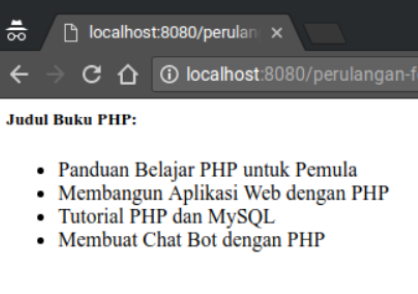 localhost:8080/perulan
localhost:8080/perulangan-f
Judul Buku PHP:
Panduan Belajar PHP untuk Pemula
Membangun Aplikasi Web dengan PHP
Tutorial PHP dan MySQL
Membuat Chat Bot dengan PHP